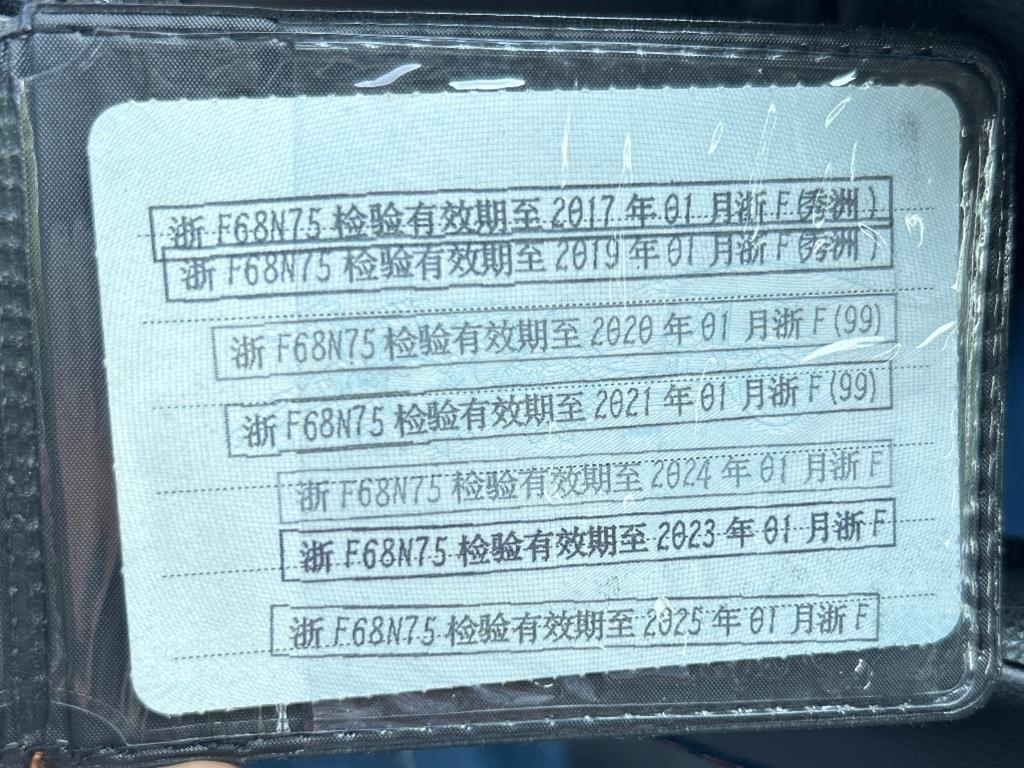 浙 F68N75 检验有效期至 2017 年 01 月浙 F(秀洲)
浙 F68N75 检验有效期至 2019 年 01 月浙 F(秀洲)
浙 F68N75 检验有效期至 2020 年 01 月浙 F(99)
浙 F68N75 检验有效期至 2021 年 01 月浙 F(99)
浙 F68N75 检验有效期至 2024 年 01 月浙 F
浙 F68N75 检验有效期至 2023 年 01 月浙 F
浙 F68N75 检验有效期至 2025 年 01 月浙 F